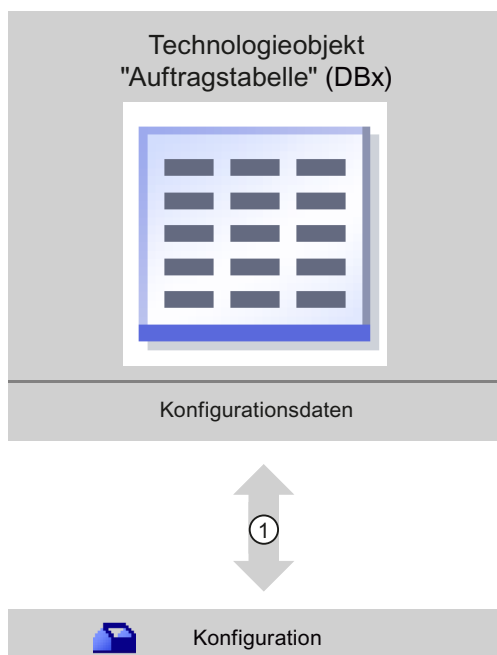 Technologieobjekt
"Auftragstabelle" (DBx)
Konfigurationsdaten
①
Konfiguration